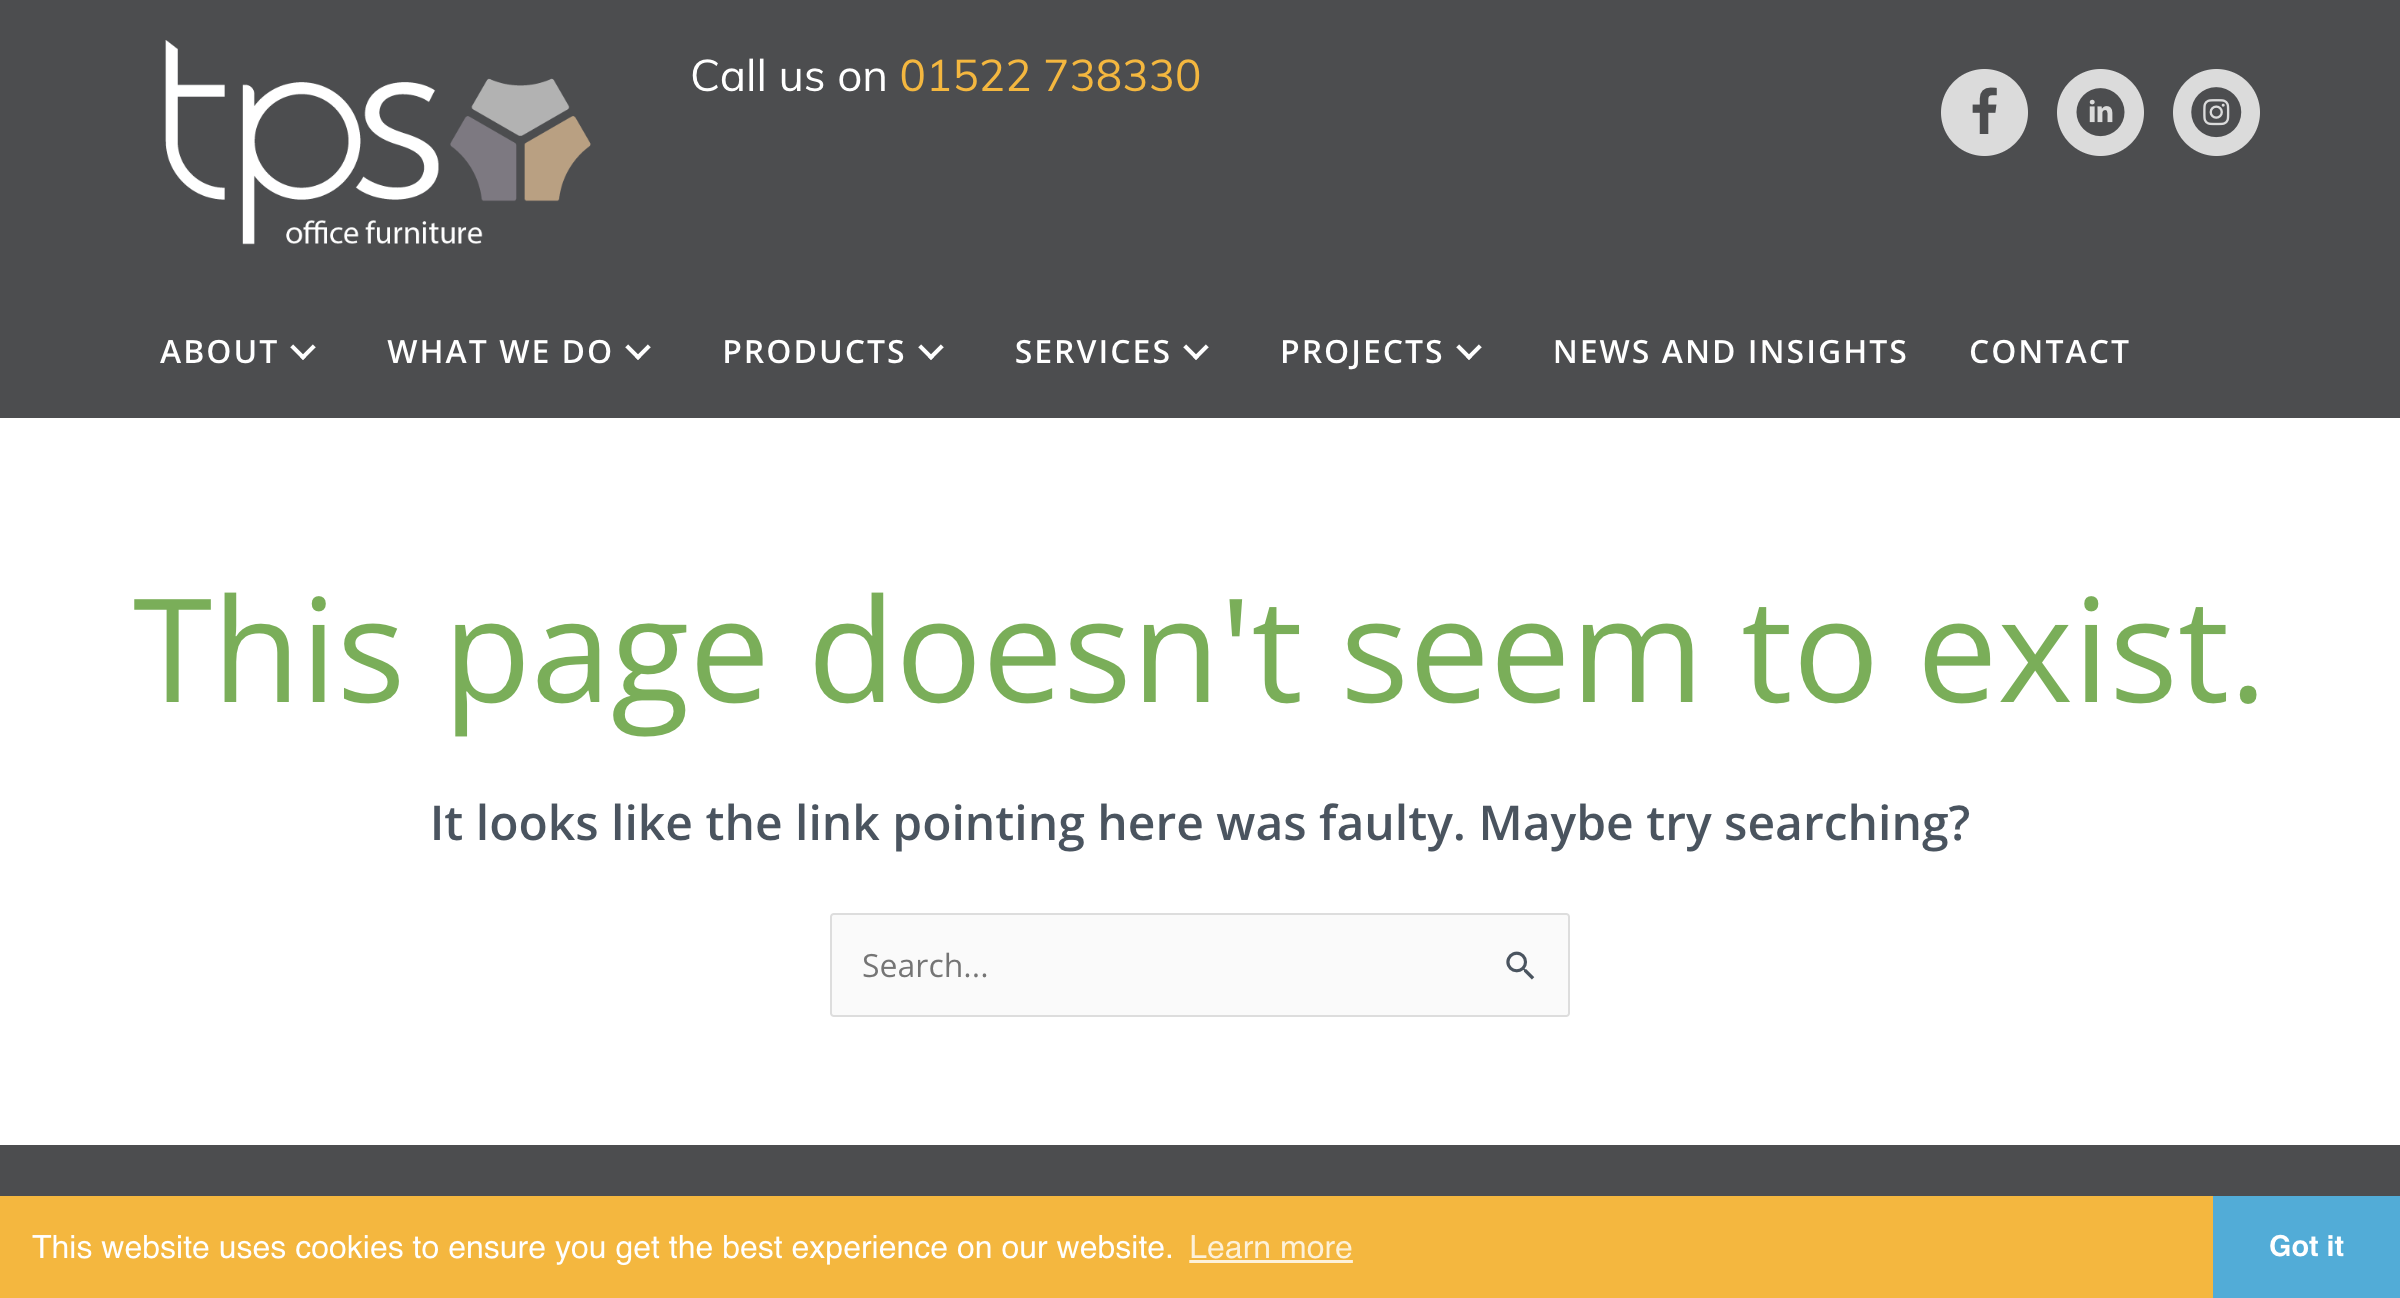 tps
office furniture
Call us on 01522 738330
ABOUT WHAT WE DO PRODUCTS SERVICES PROJECTS NEWS AND INSIGHTS CONTACT
This page doesn't seem to exist.
It looks like the link pointing here was faulty. Maybe try searching?
Search...
This website uses cookies to ensure you get the best experience on our website. Learn more
Got it